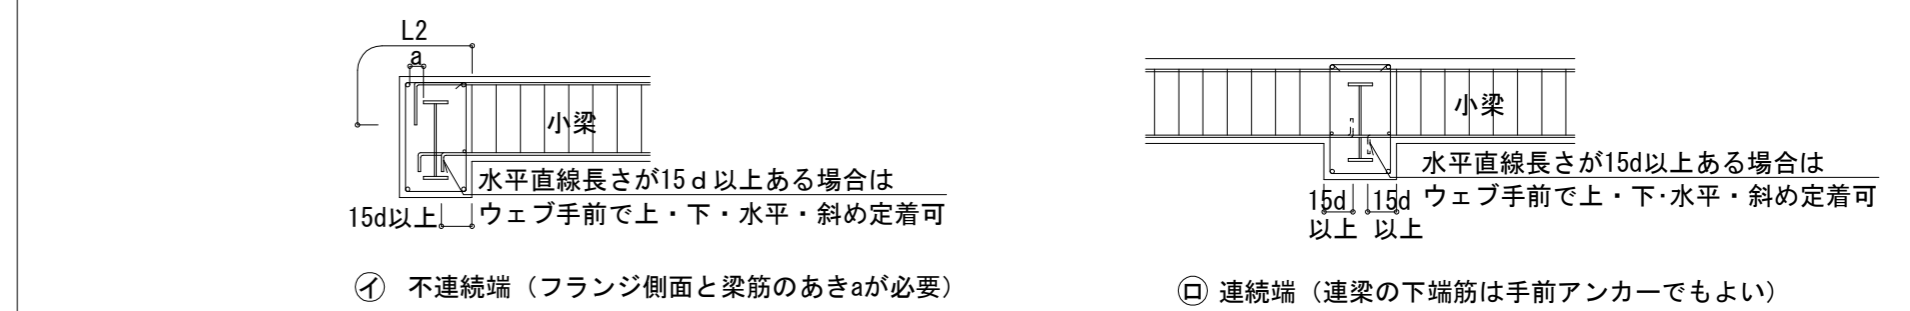 L2
a
小梁
水平直線長さが15ｄ以上ある場合は
15d以上
ウェブ手前で上・下・水平・斜め定着可
㋑ 不連続端（フランジ側面と梁筋のあきaが必要）
小梁
水平直線長さが15d以上ある場合は
ウェブ手前で上・下･水平・斜め定着可
15d 15d
以上 以上
㋺ 連続端（連梁の下端筋は手前アンカーでもよい）